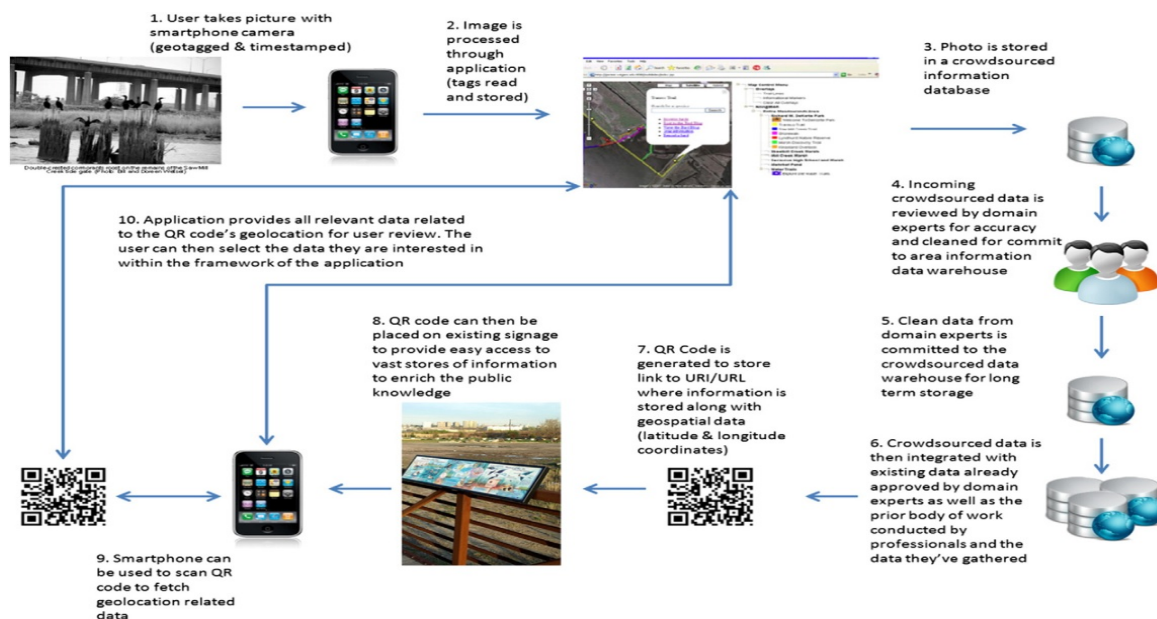 1. User takes picture with
smartphone camera
(geotagged & timestamped)
2. Image is
processed
through
application
(tags read
and stored)
3. Photo is stored
in a crowdsourced
information
database
4. Incoming
crowdsourced data is
reviewed by domain
experts for accuracy
and cleaned for commit
to area information
data warehouse
10. Application provides all relevant data related
to the QR code's geolocation for user review. The
user can then select the data they are interested in
within the framework of the application
5. Clean data from
domain experts is
committed to the
crowdsourced data
warehouse for long
term storage
8. QR code can then be
placed on existing signage
to provide easy access to
vast stores of information
to enrich the public
knowledge
7. QR Code is
generated to store
link to URI/URL
where information is
stored along with
geospatial data
(latitude & longitude
coordinates)
6. Crowdsourced data is
then integrated with
existing data already
approved by domain
experts as well as the
prior body of work
conducted by
professionals and the
data they've gathered
9. Smartphone can
be used to scan QR
code to fetch
geolocation related
data